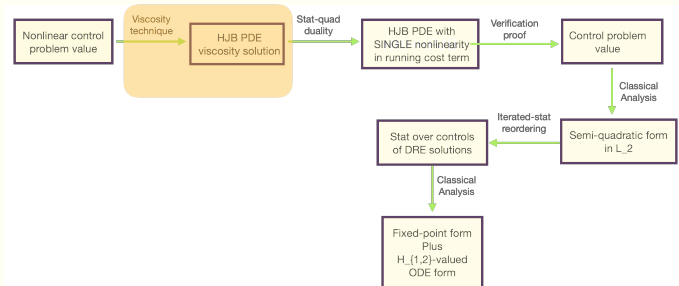 Viscosity
technique
Nonlinear control
problem value
HJB PDE
viscosity solution
Stat-quad
duality
HJB PDE with
SINGLE nonlinearity
in running cost term
Verification
proof
Control problem
value
Classical
Analysis
Semi-quadratic form
in L_2
Iterated-stat
reordering
Stat over controls
of DRE solutions
Classical
Analysis
Fixed-point form
Plus
H_{1,2}-valued
ODE form